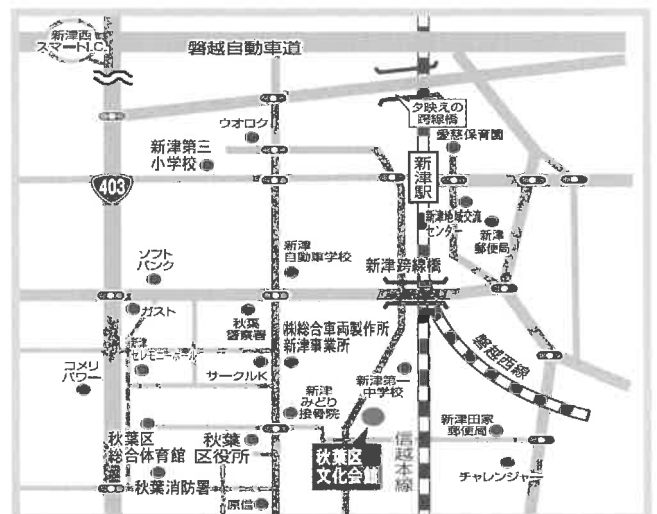 新津西
スマートI.C.
磐越自動車道
夕映えの
跨線橋
ウオロク
愛慈保育園
新津第三
小学校
新津駅
403
新津地域交流
センター
新津
郵便局
ソフト
バンク
新津
自動車学校
新津跨線橋
ガスト
秋葉
警察署
㈱総合車両製作所
新津事業所
新津
セレモニーホール
磐越西線
コメリ
パワー
サークルK
新津第一
中学校
新津
みどり
接骨院
新津田家
郵便局
秋葉区
総合体育館
秋葉
区役所
秋葉区
文化会館
信越本線
チャレンジャー
秋葉消防署
原信